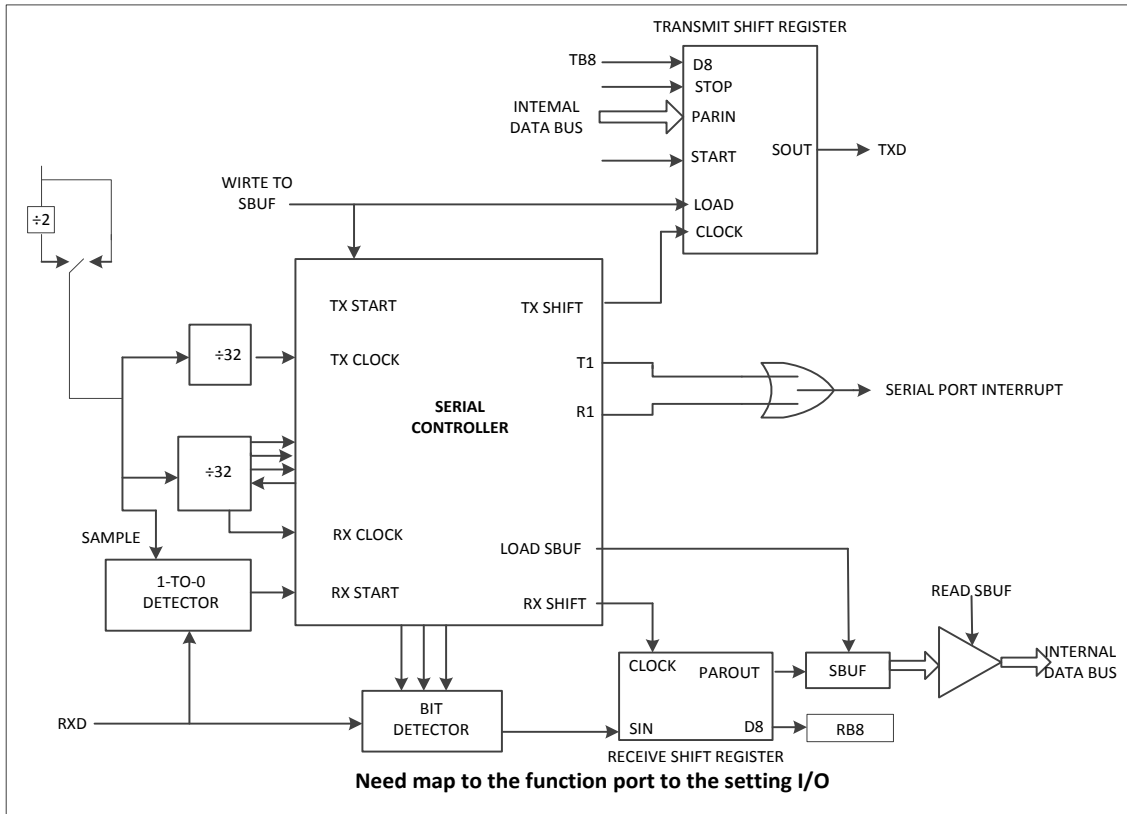 TRANSMIT SHIFT REGISTER
TB8
D8
STOP
INTEMAL
DATA BUS
PARIN
START
SOUT
TXD
WIRTE TO
SBUF
LOAD
CLOCK
÷2
TX START
TX SHIFT
÷32
TX CLOCK
T1
SERIAL PORT INTERRUPT
SERIAL
CONTROLLER
R1
÷32
SAMPLE
RX CLOCK
LOAD SBUF
1-TO-0
DETECTOR
RX START
RX SHIFT
READ SBUF
CLOCK
PAROUT
SBUF
INTERNAL
DATA BUS
RXD
BIT
DETECTOR
SIN
D8
RB8
RECEIVE SHIFT REGISTER
Need map to the function port to the setting I/O